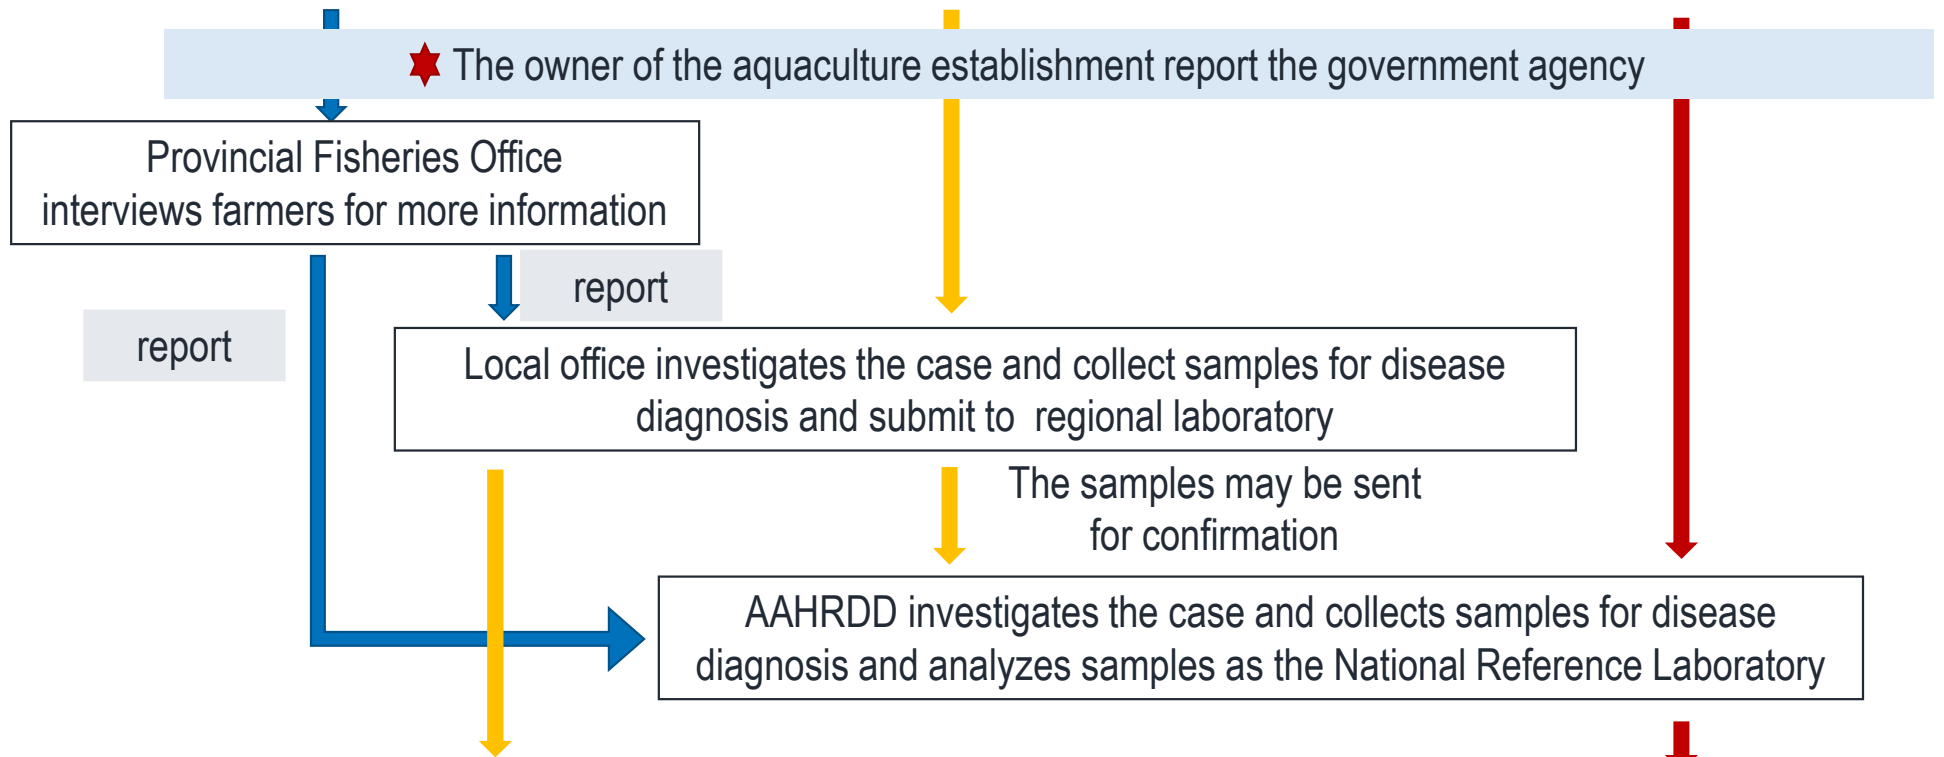 The owner of the aquaculture establishment report the government agency
Provincial Fisheries Office
interviews farmers for more information
report
report
Local office investigates the case and collect samples for disease
diagnosis and submit to regional laboratory
The samples may be sent
for confirmation
AAHRDD investigates the case and collects samples for disease
diagnosis and analyzes samples as the National Reference Laboratory